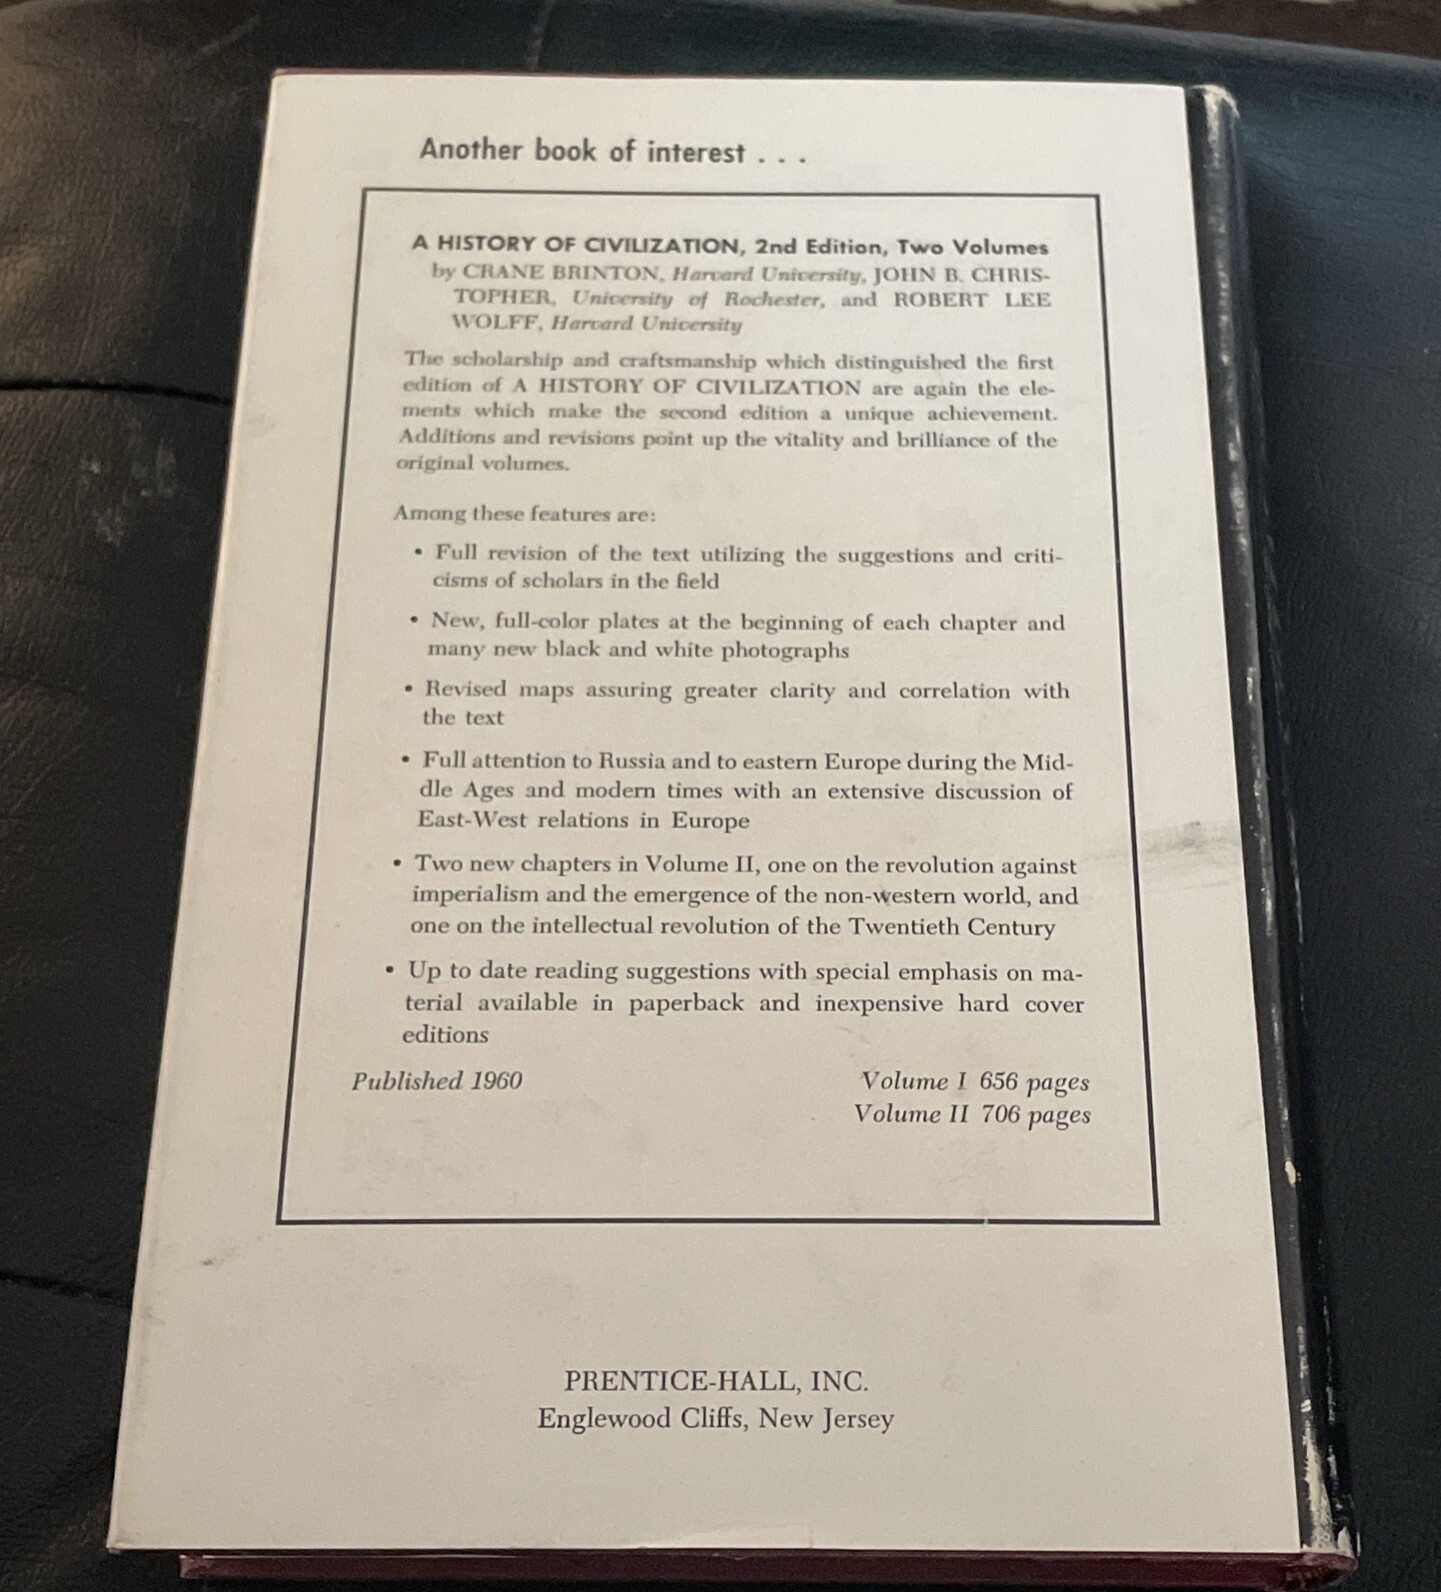 Another book of interest . . .
A HISTORY OF CIVILIZATION, 2nd Edition, Two Volumes
by CRANE BRINTON, Harvard University, JOHN B. CHRIS-
TOPHER, University of Rochester, and ROBERT LEE
WOLFF, Harvard University
The scholarship and craftsmanship which distinguished the first
edition of A HISTORY OF CIVILIZATION are again the ele-
ments which make the second edition a unique achievement.
Additions and revisions point up the vitality and brilliance of the
original volumes.
Among these features are:
• Full revision of the text utilizing the suggestions and criti-
cisms of scholars in the field
• New, full-color plates at the beginning of each chapter and
many new black and white photographs
• Revised maps assuring greater clarity and correlation with
the text
• Full attention to Russia and to eastern Europe during the Mid-
dle Ages and modern times with an extensive discussion of
East-West relations in Europe
• Two new chapters in Volume II, one on the revolution against
imperialism and the emergence of the non-western world, and
one on the intellectual revolution of the Twentieth Century
• Up to date reading suggestions with special emphasis on ma-
terial available in paperback and inexpensive hard cover
editions
Published 1960
Volume I 656 pages
Volume II 706 pages
PRENTICE-HALL, INC.
Englewood Cliffs, New Jersey